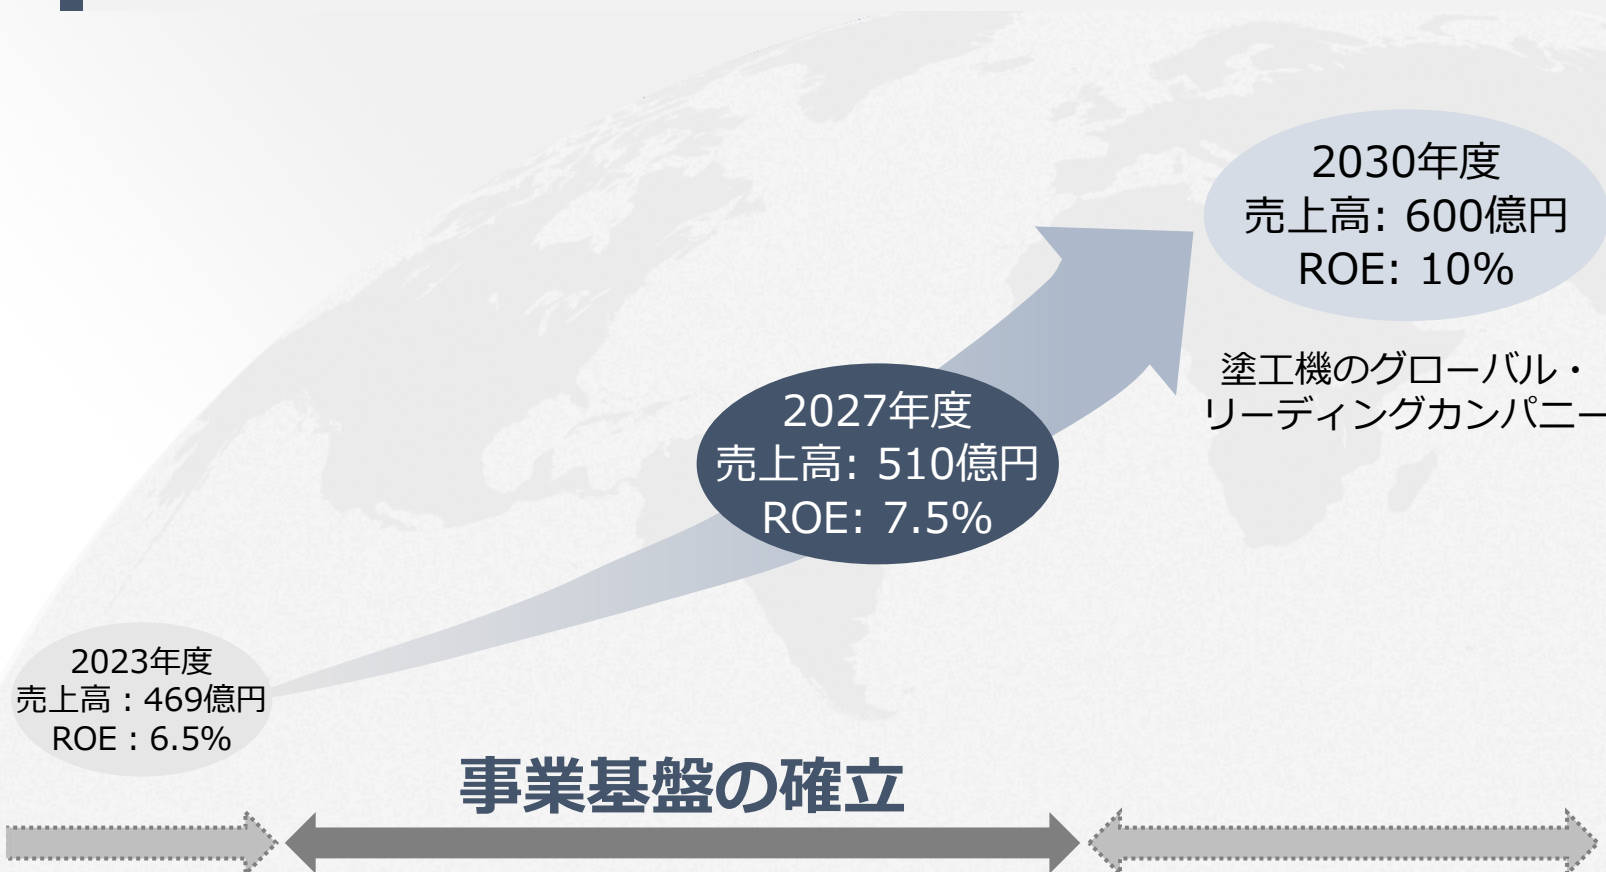 2030年度
売上高: 600億円
ROE: 10%
塗工機のグローバル・
リーディングカンパニー
2027年度
売上高: 510億円
ROE: 7.5%
2023年度
売上高：469億円
ROE：6.5%
事業基盤の確立